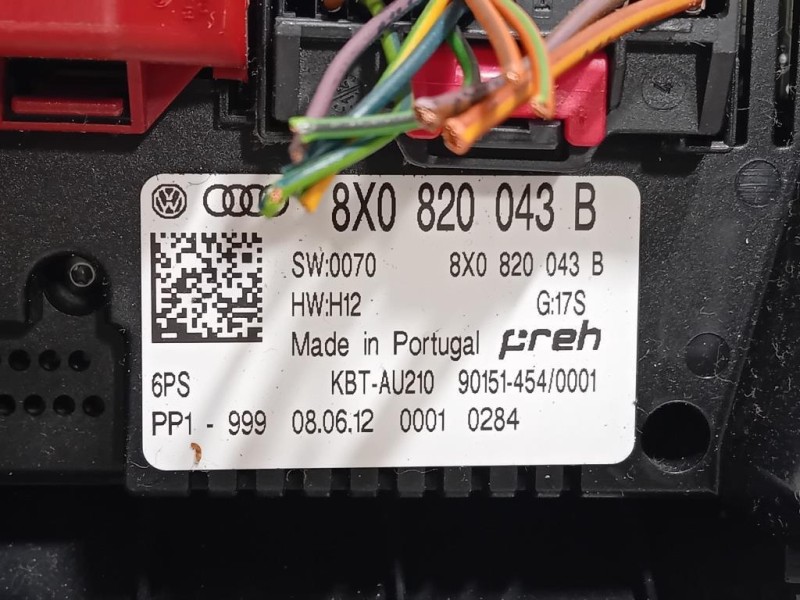 8X0 820 043 B
SW:0070 8X0 820 043 B
HW:H12 G:17S
Made in Portugal preh
6PS KBT-AU210 90151-454/0001
PP1 - 999 08.06.12 0001 0284